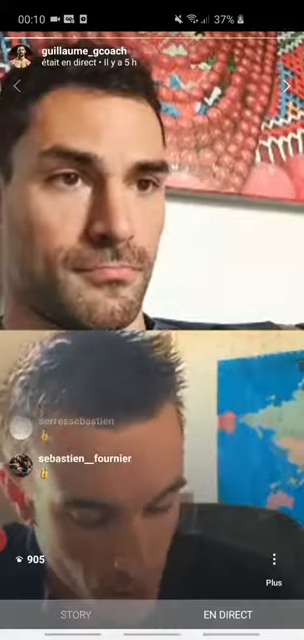 00:10
37%
guillaume_gcoach
était en direct • Il y a 5 h
serressebastien
sebastien__fournier
905
Plus
STORY
EN DIRECT